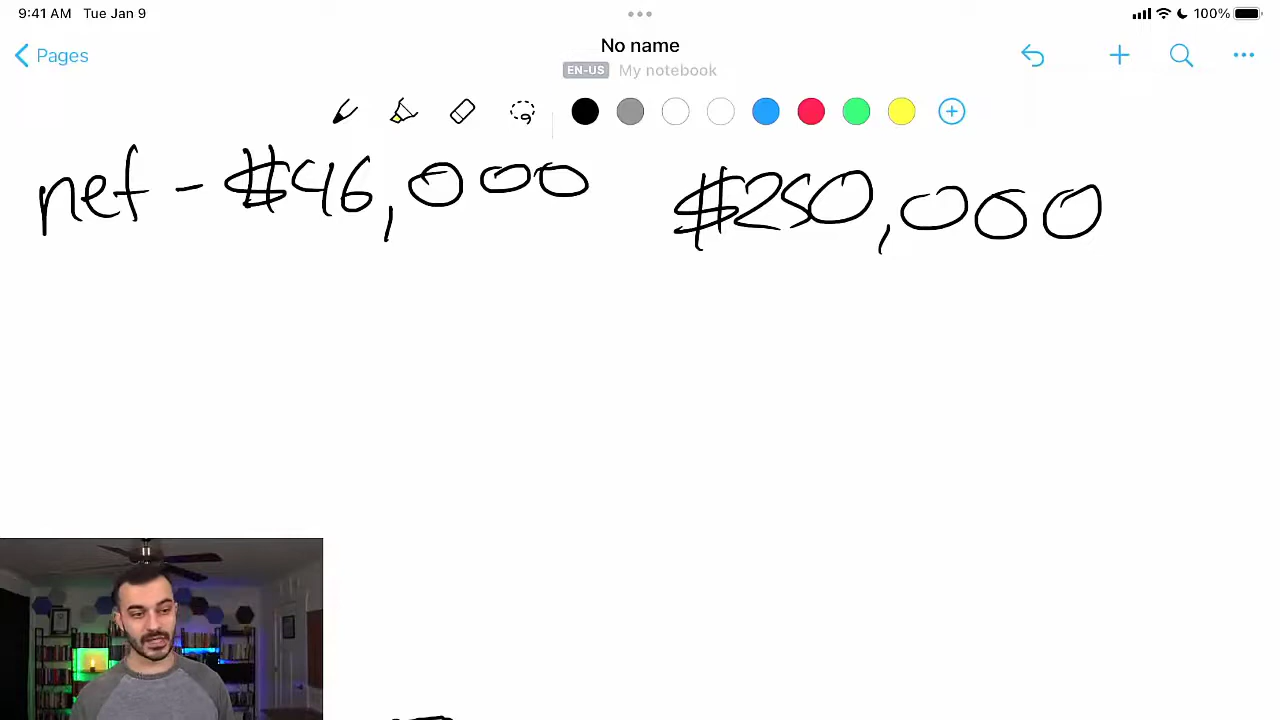 9:41 AM Tue Jan 9 100%
Pages No name
EN-US My notebook
net - $46,000 $250,000